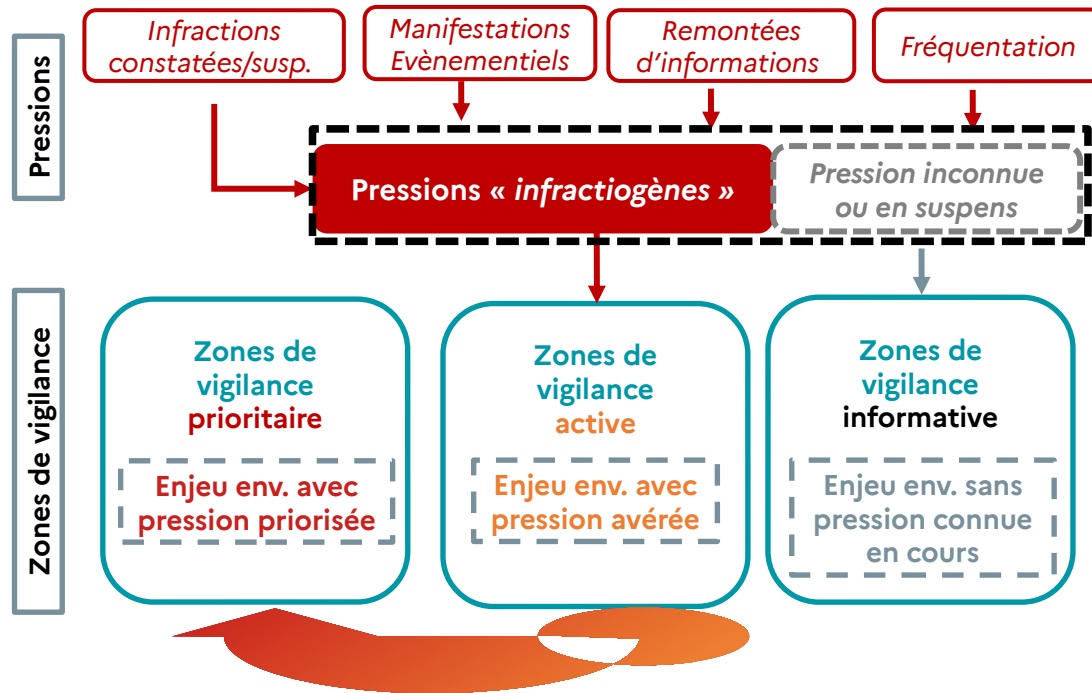 Pressions
Infractions
constatées/susp.
Manifestations
Evènementiels
Remontées
d’informations
Fréquentation
Pressions « infractiogènes »
Pression inconnue
ou en suspens
Zones de vigilance
Zones de
vigilance
prioritaire
Enjeu env. avec
pression priorisée
Zones de
vigilance
active
Enjeu env. avec
pression avérée
Zones de
vigilance
informative
Enjeu env. sans
pression connue
en cours